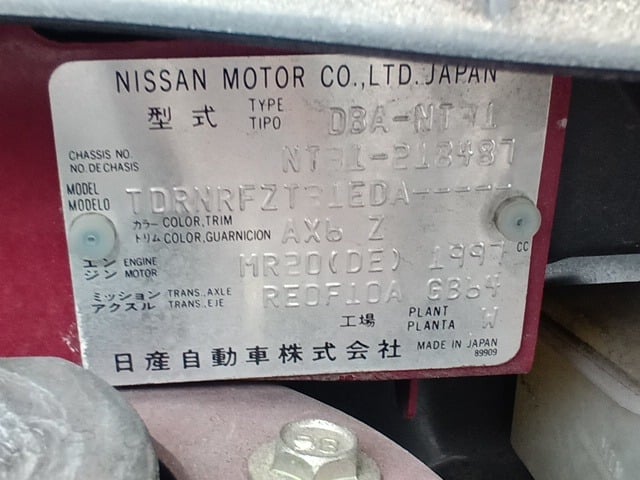 NISSAN MOTOR CO.,LTD. JAPAN
型式 TYPE TIPO DBA-NT31
CHASSIS NO. NO. DE CHASIS NT31-218487
MODEL MODELO TDRNRFZT31EDA-----
カラー COLOR,TRIM
トリム COLOR,GUARNICION AX6 Z
エンジン ENGINE MOTOR MR20(DE) 1997 CC
ミッション TRANS.,AXLE
アクスル TRANS.,EJE RE0F10A GB64
工場 PLANT PLANTA W
日産自動車株式会社 MADE IN JAPAN
89909